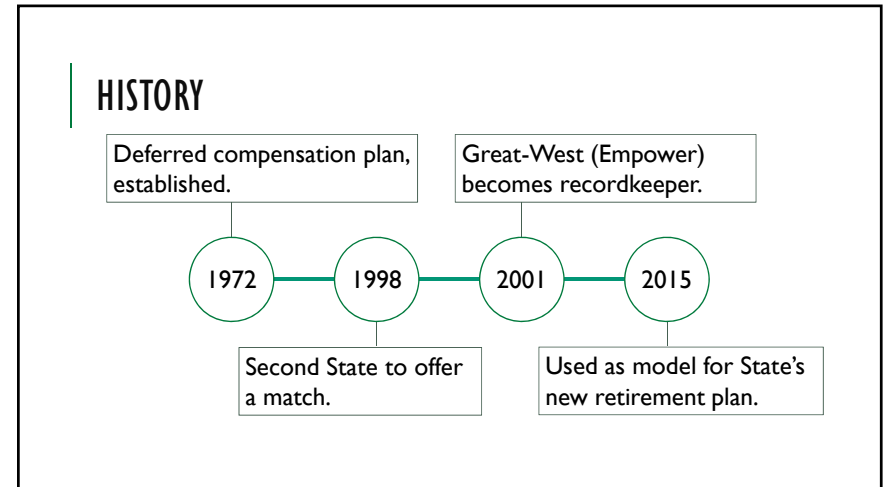 HISTORY
Deferred compensation plan,
established.
Great-West (Empower)
becomes recordkeeper.
1972
1998
2001
2015
Second State to offer
a match.
Used as model for State’s
new retirement plan.